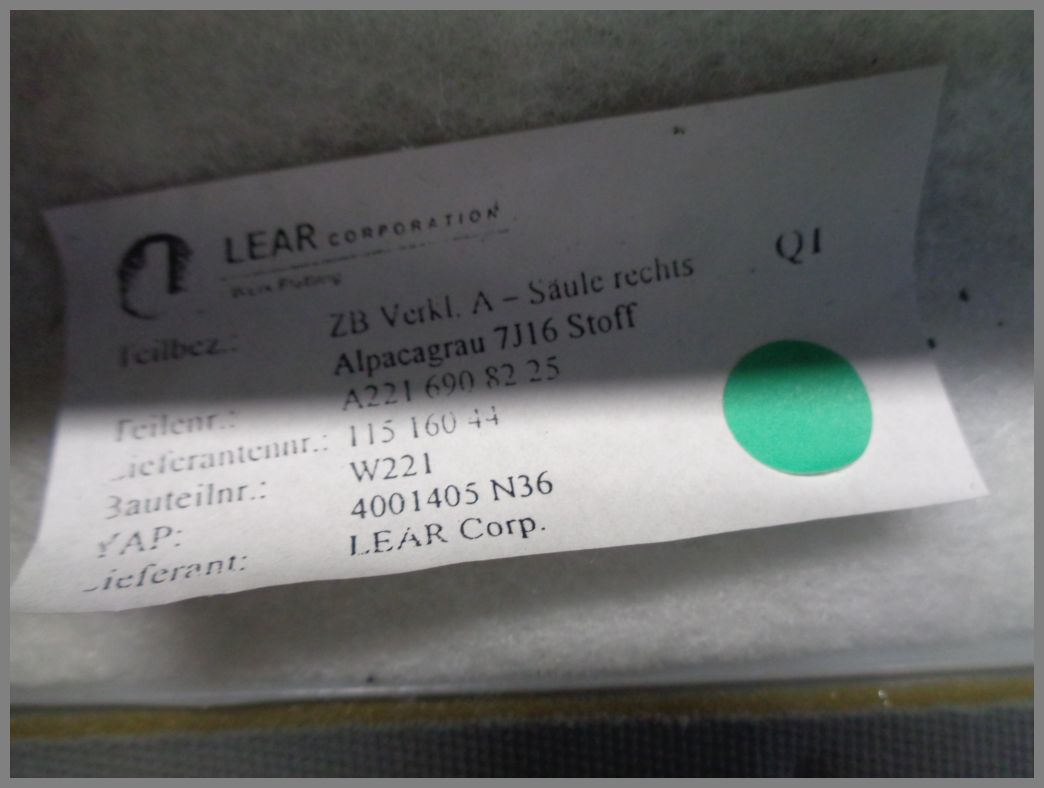 LEAR CORPORATION
Q1
Teilbez.: ZB Verkl. A – Säule rechts
Alpacagrau 7J16 Stoff
Teilenr.: A221 690 82 25
Lieferantennr.: 115 160 44
Bauteilnr.: W221
YAP: 4001405 N36
Lieferant: LEAR Corp.